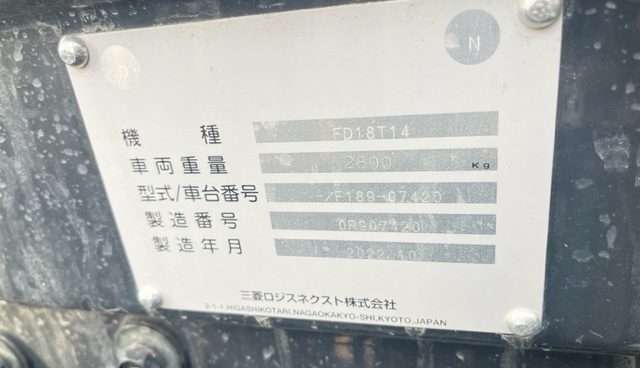 N
機種 FD18T14
車両重量 2800 Kg
型式/車台番号 F189-07420
製造番号 0RG07420
製造年月 2022.10
三菱ロジスネクスト株式会社
2-1-1,HIGASHIKOTARI,NAGAOKAKYO-SHI,KYOTO,JAPAN